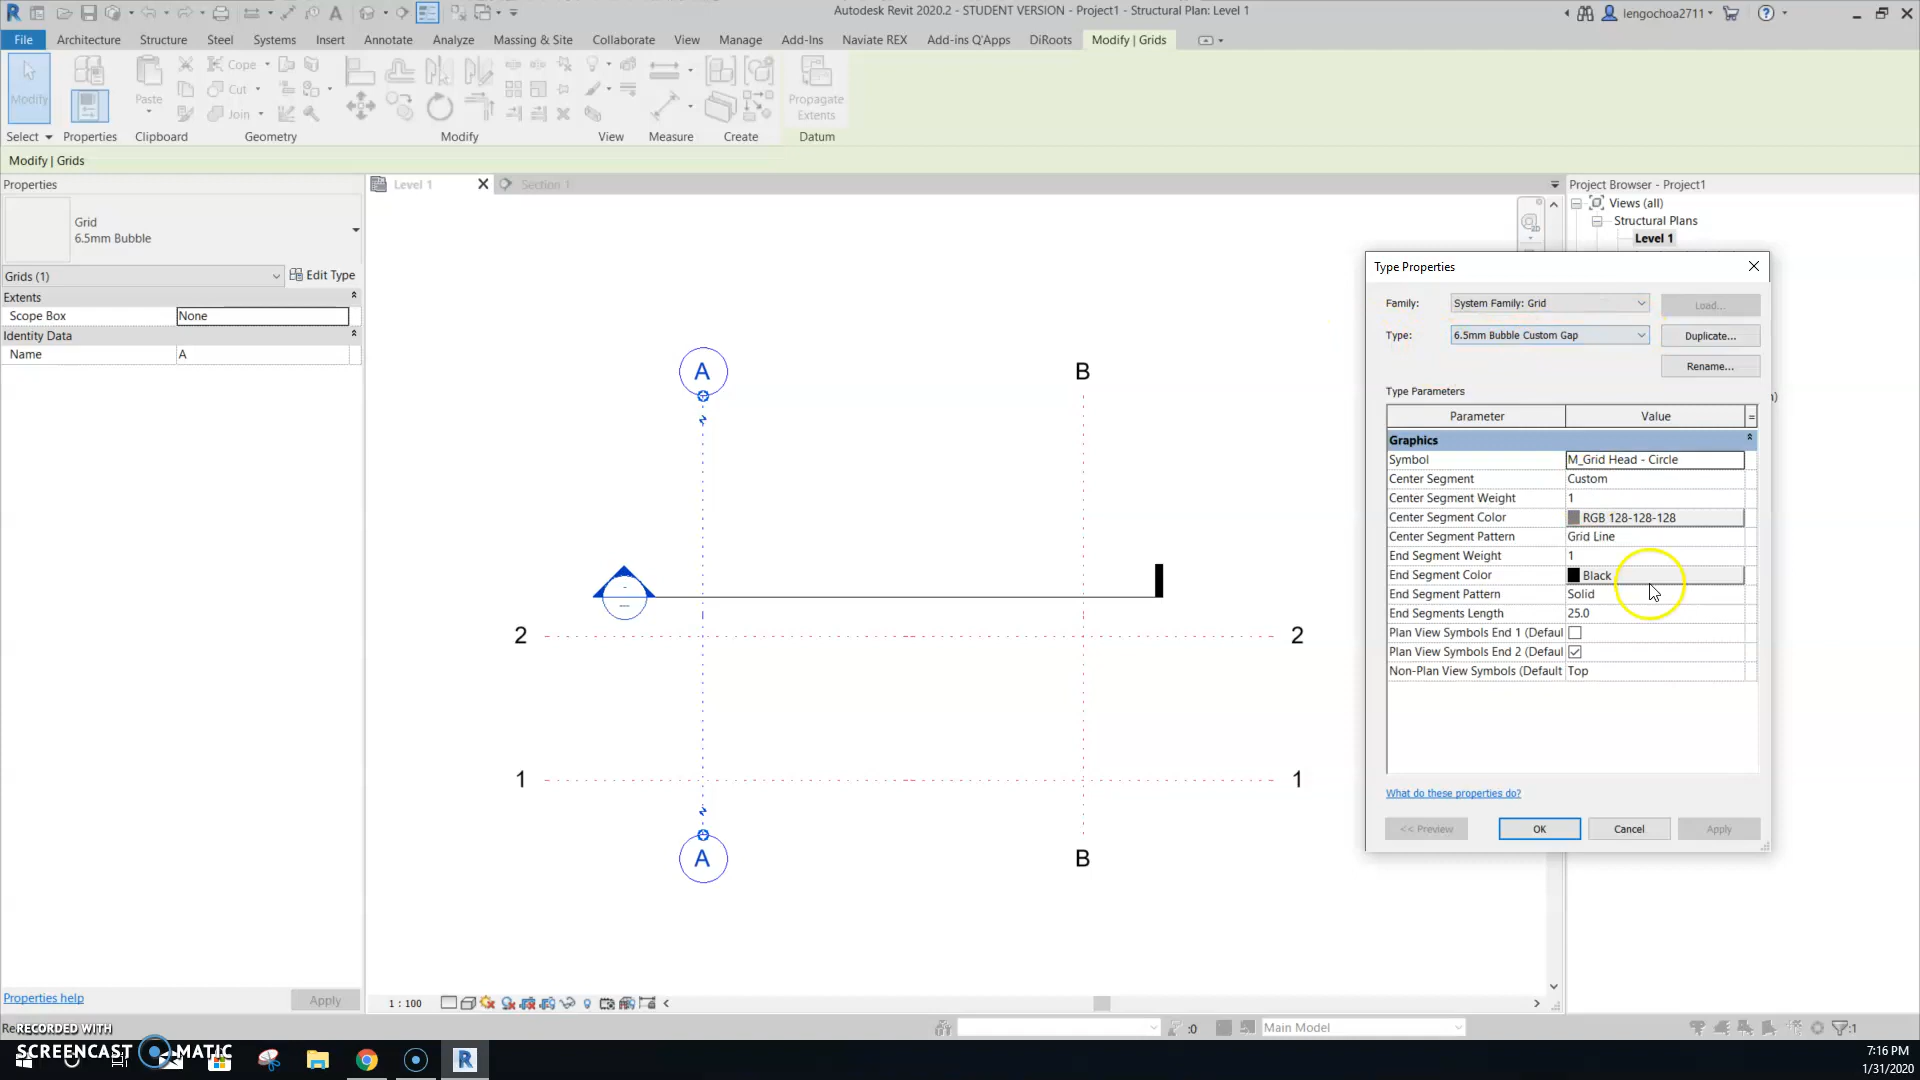 Autodesk Revit 2020.2 - STUDENT VERSION - Project1 - Structural Plan: Level 1
lengochoa2711
File Architecture Structure Steel Systems Insert Annotate Analyze Massing & Site Collaborate View Manage Add-Ins Naviate REX Add-ins Q'Apps DiRoots Modify | Grids
Cope
Cut
Join
Modify
Paste
Propagate
Extents
Select Properties Clipboard Geometry Modify View Measure Create Datum
Modify | Grids
Properties
Grid
6.5mm Bubble
Grids (1)
Edit Type
Extents
Scope Box None
Identity Data
Name A
Properties help
Apply
Level 1
Section 1
A
B
2
2
1
1
A
B
1 : 100
Project Browser - Project1
Views (all)
Structural Plans
Level 1
Type Properties
Family: System Family: Grid Load...
Type: 6.5mm Bubble Custom Gap Duplicate...
Rename...
Type Parameters
Parameter Value =
Graphics
Symbol M_Grid Head - Circle
Center Segment Custom
Center Segment Weight 1
Center Segment Color RGB 128-128-128
Center Segment Pattern Grid Line
End Segment Weight 1
End Segment Color Black
End Segment Pattern Solid
End Segments Length 25.0
Plan View Symbols End 1 (Defaul
Plan View Symbols End 2 (Defaul
Non-Plan View Symbols (Default Top
What do these properties do?
<< Preview OK Cancel Apply
:0
Main Model
:1
RECORDED WITH
SCREENCAST MATIC
7:16 PM
1/31/2020